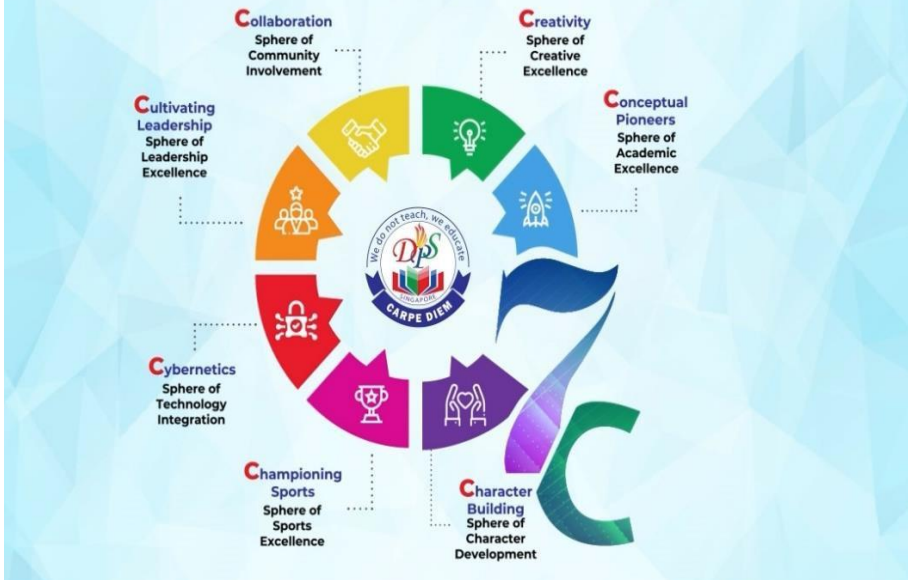 Collaboration
Sphere of
Community
Involvement
Creativity
Sphere of
Creative
Excellence
Cultivating
Leadership
Sphere of
Leadership
Excellence
Conceptual
Pioneers
Sphere of
Academic
Excellence
We do not teach, we educate
DPS
SINGAPORE
CARPE DIEM
7
C
Cybernetics
Sphere of
Technology
Integration
Championing
Sports
Sphere of
Sports
Excellence
Character
Building
Sphere of
Character
Development